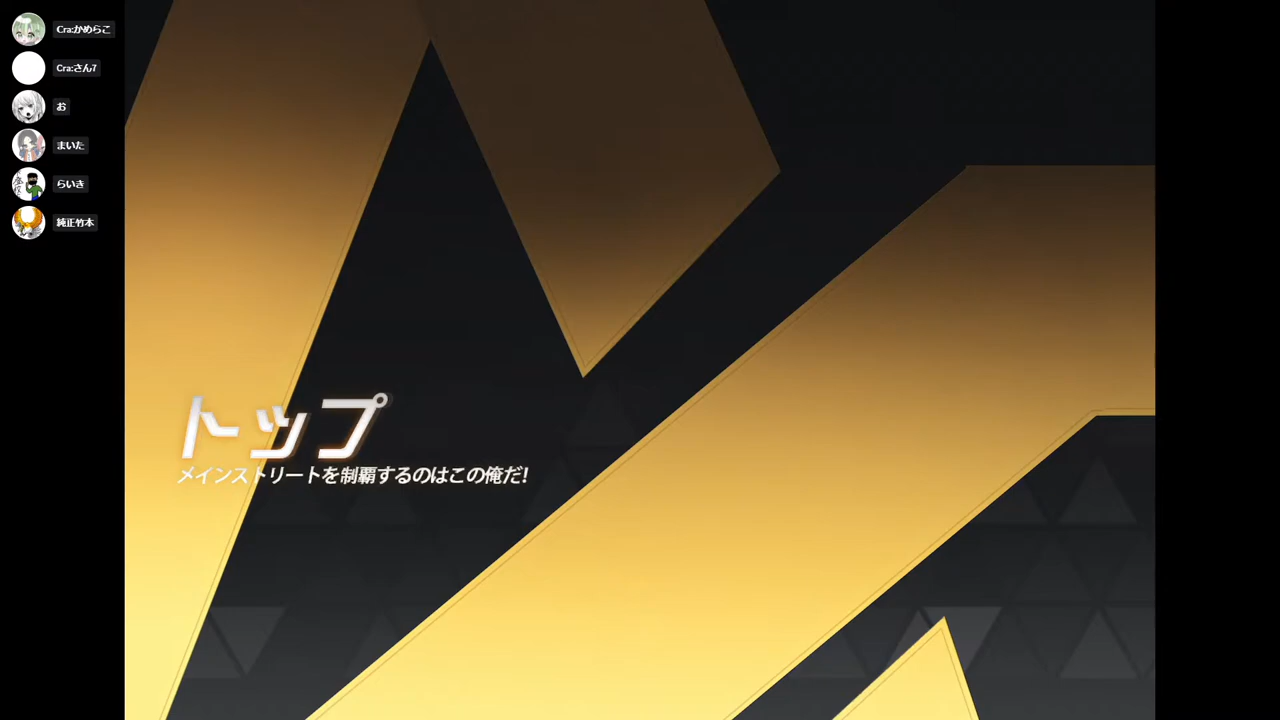 Cra:かめらこ
Cra:さん7
お
まいた
らいき
純正竹本
トップ
メインストリートを制覇するのはこの俺だ!